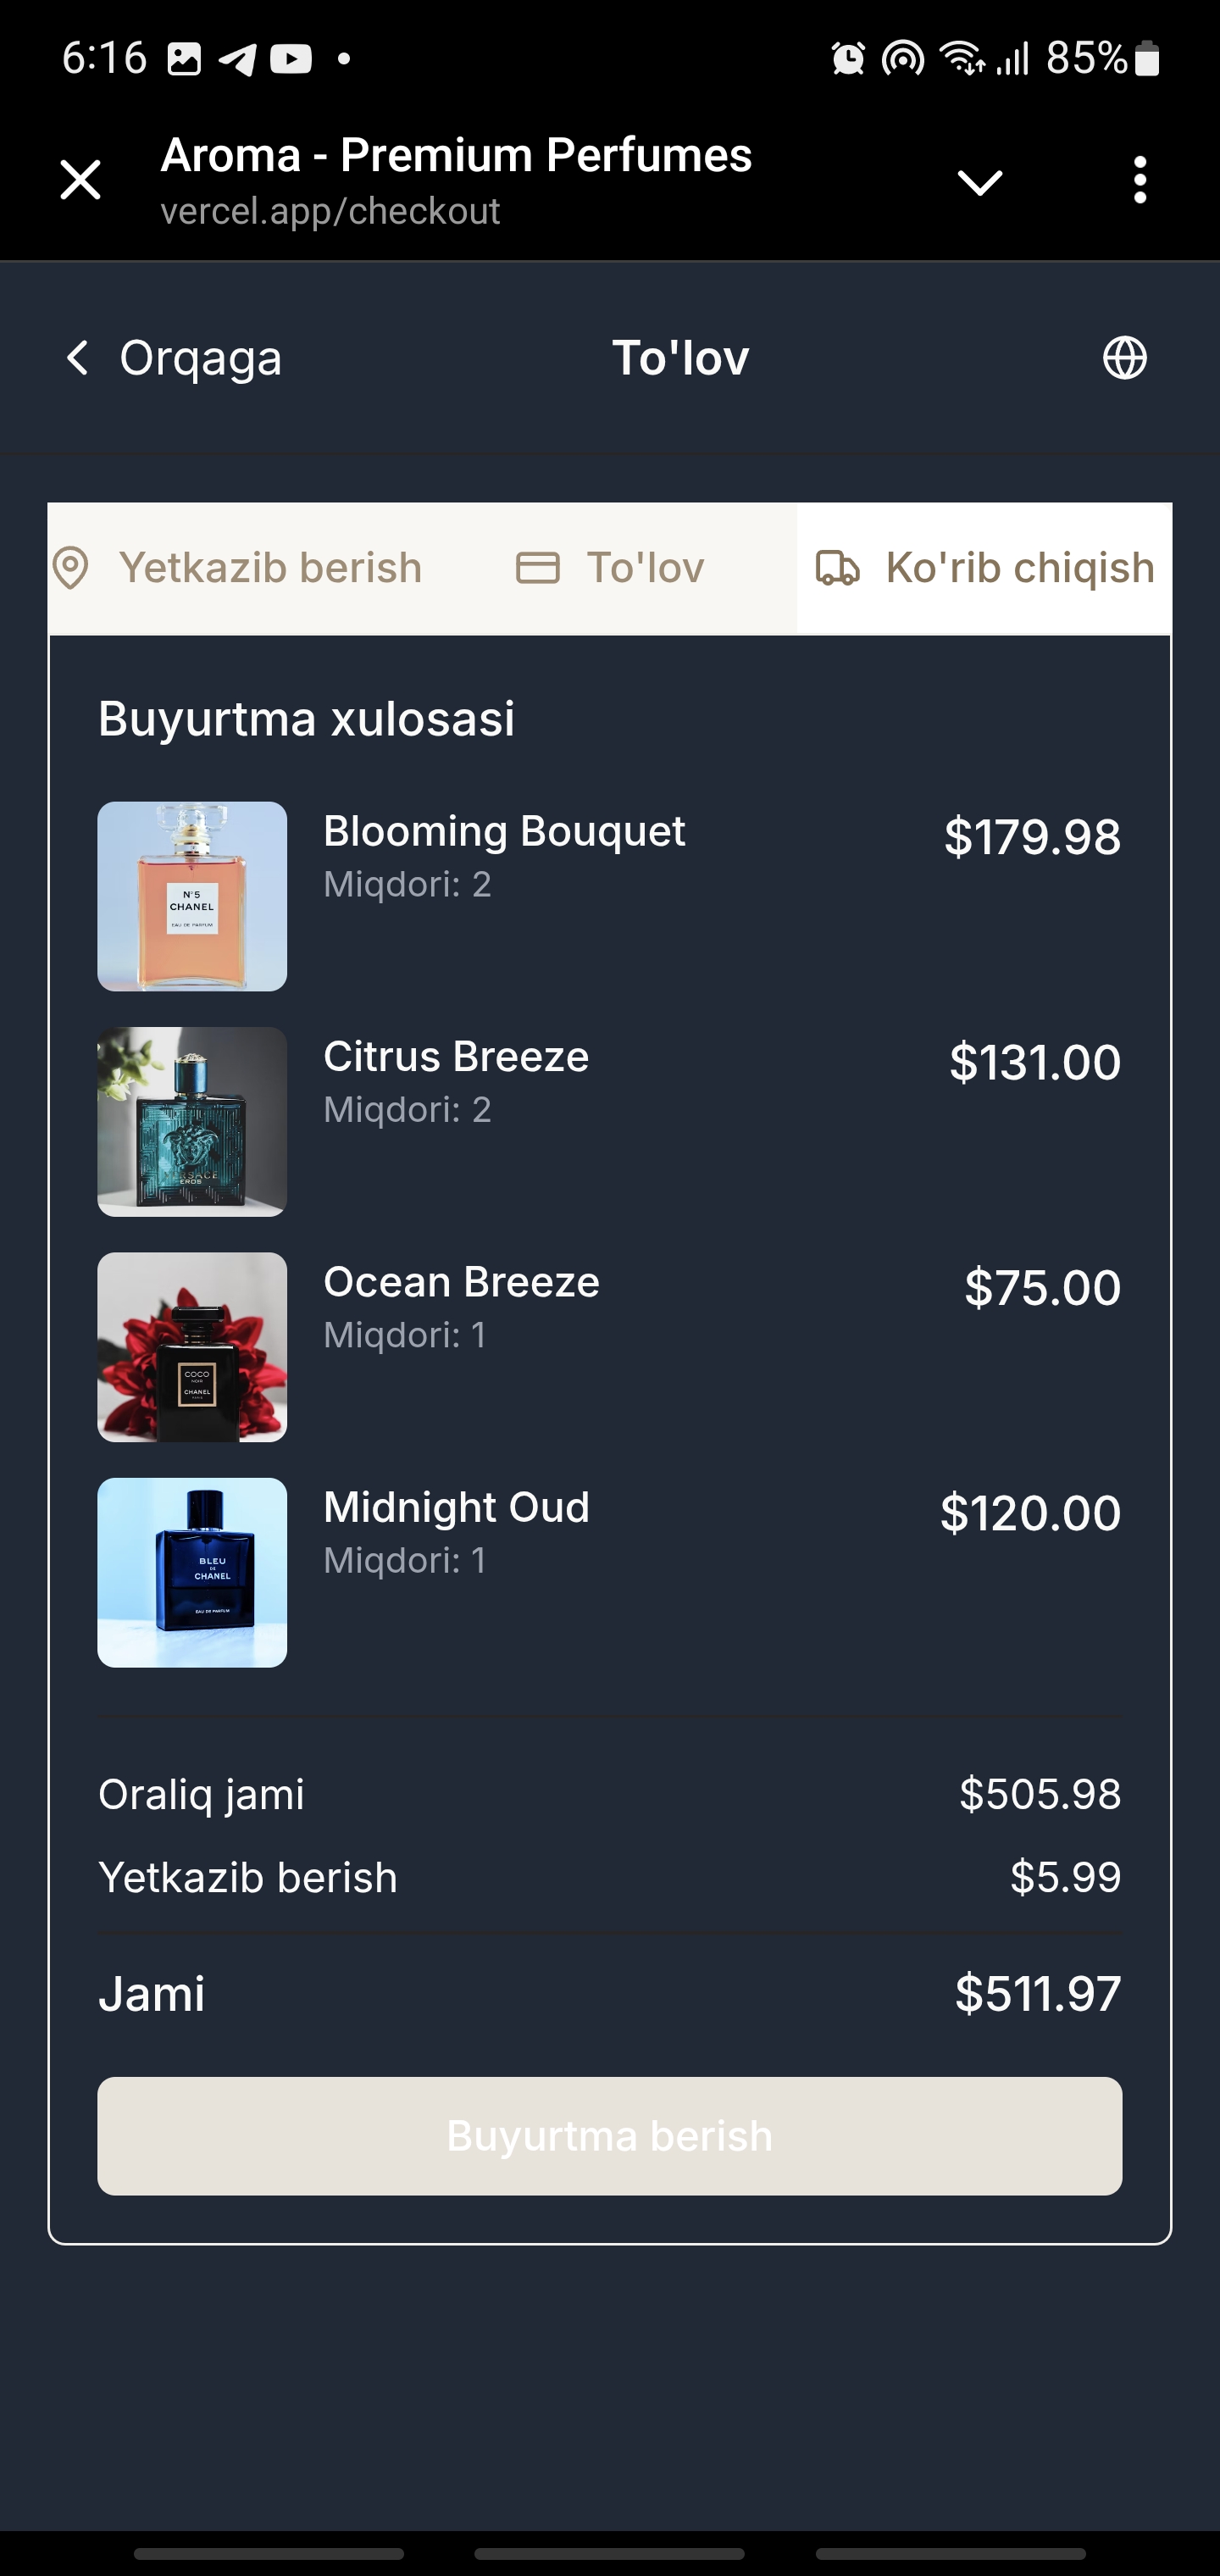 6:16 85%
Aroma - Premium Perfumes
vercel.app/checkout
Orqaga To'lov
Yetkazib berish To'lov Ko'rib chiqish
Buyurtma xulosasi
Blooming Bouquet $179.98
Miqdori: 2
N°5
CHANEL
EAU DE PARFUM
Citrus Breeze $131.00
Miqdori: 2
VERSACE
EROS
Ocean Breeze $75.00
Miqdori: 1
COCO
NOIR
CHANEL
PARIS
Midnight Oud $120.00
Miqdori: 1
BLEU
DE
CHANEL
EAU DE PARFUM
Oraliq jami $505.98
Yetkazib berish $5.99
Jami $511.97
Buyurtma berish